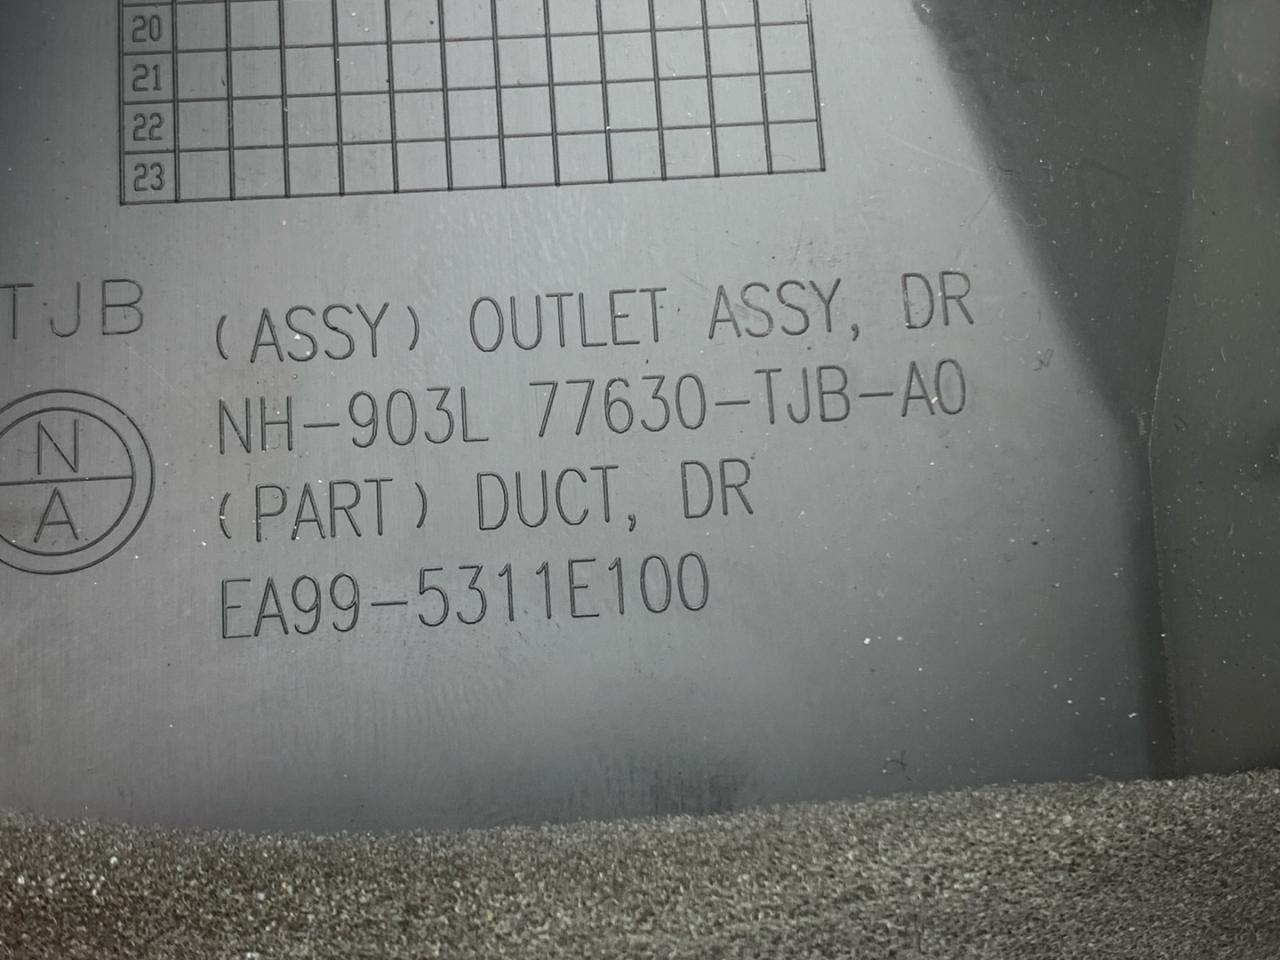 20
21
22
23
TJB
(ASSY) OUTLET ASSY, DR
NH-903L 77630-TJB-A0
N
A
(PART) DUCT, DR
EA99-5311E100